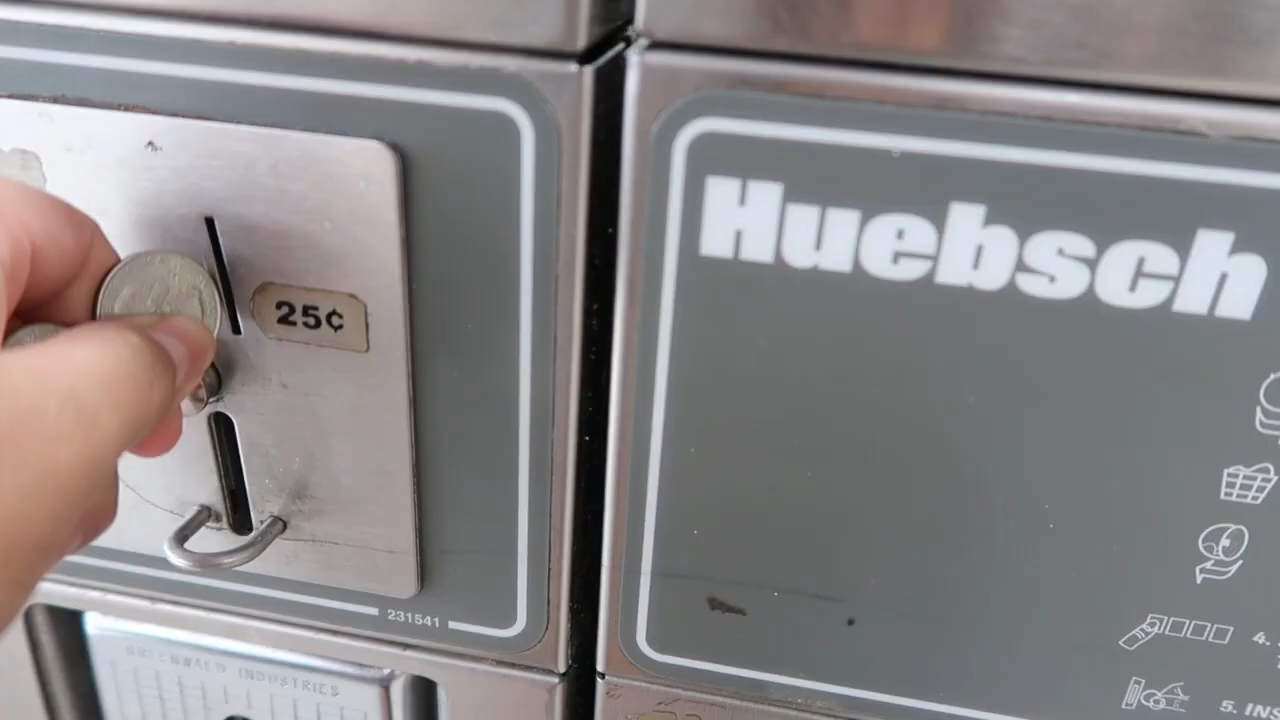 25¢
231541
GREENWALD INDUSTRIES
Huebsch
4.
5. INS